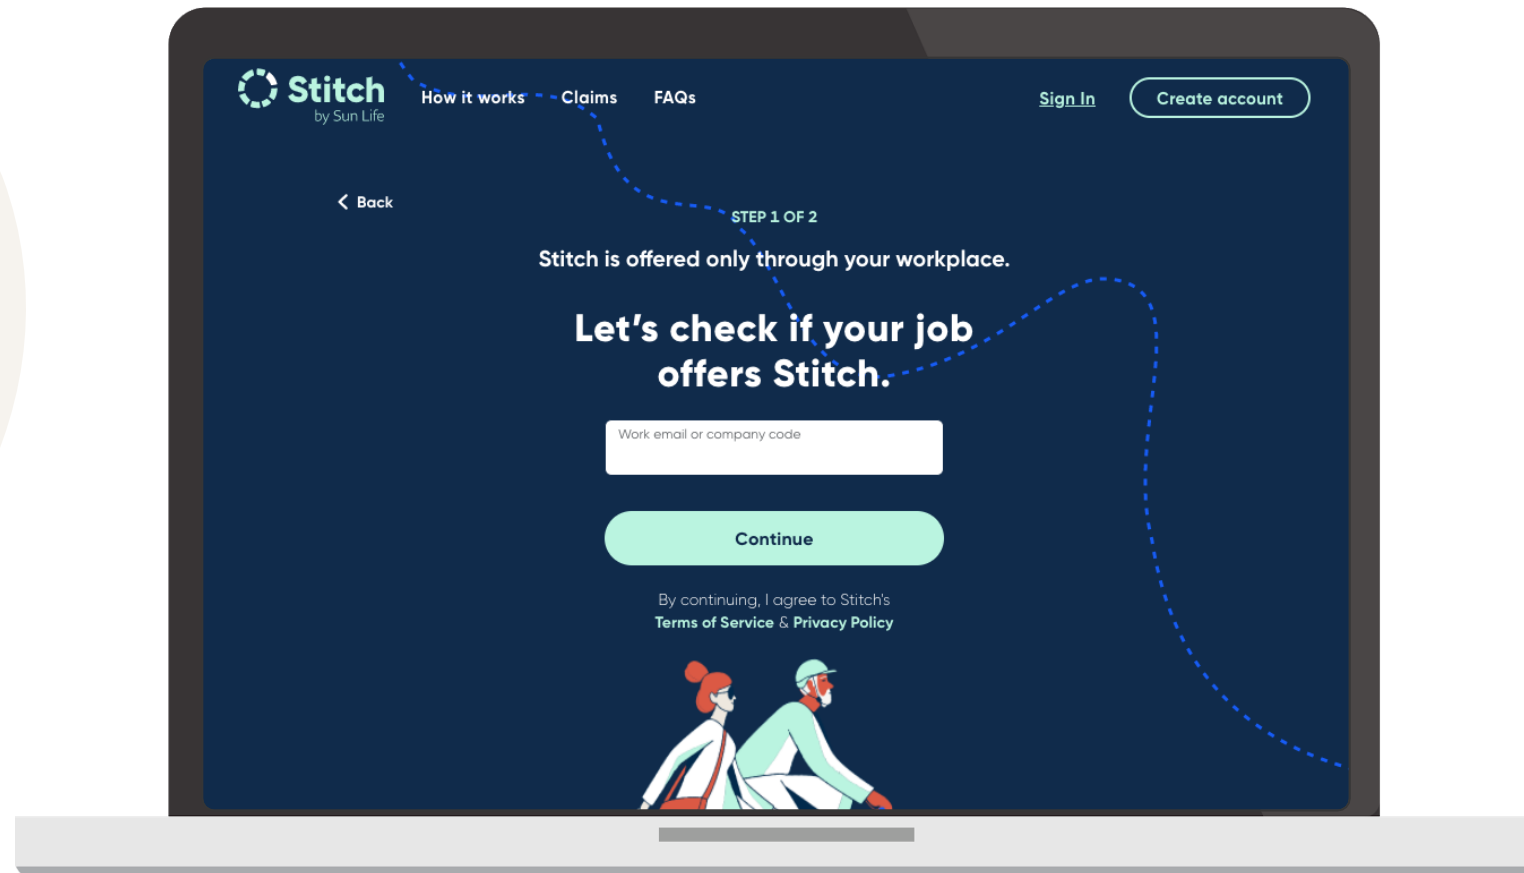 Stitch
by Sun Life
How it works Claims FAQs Sign In Create account
Back
STEP 1 OF 2
Stitch is offered only through your workplace.
Let’s check if your job
offers Stitch.
Work email or company code
Continue
By continuing, I agree to Stitch's
Terms of Service & Privacy Policy